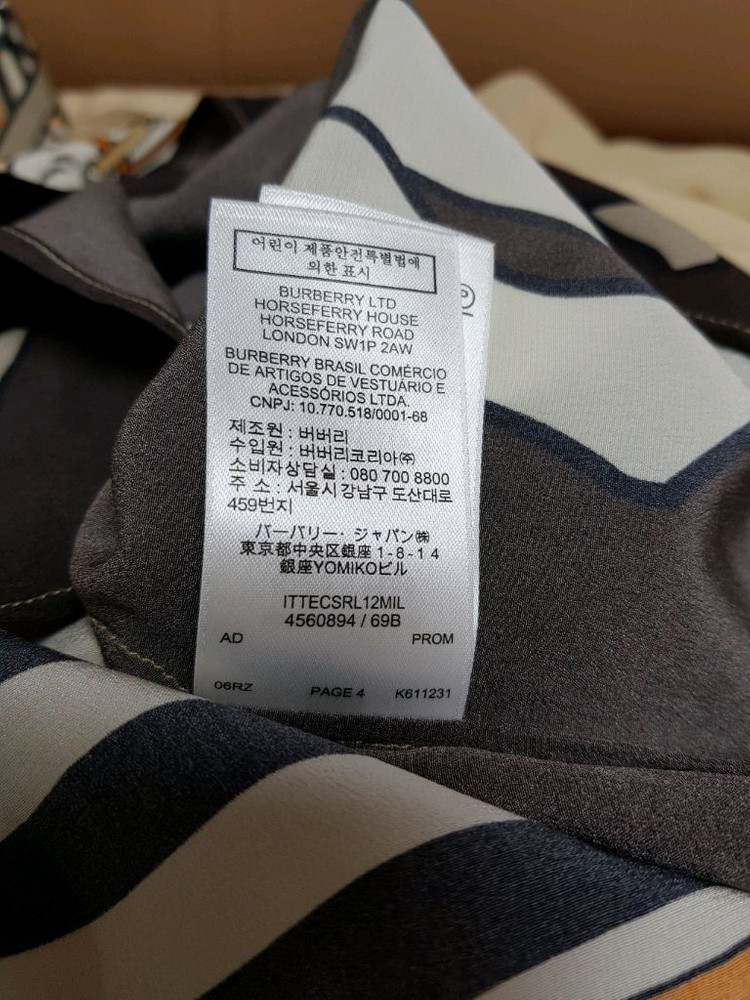 어린이 제품안전특별법에
의한 표시
BURBERRY LTD
HORSEFERRY HOUSE
HORSEFERRY ROAD
LONDON SW1P 2AW
BURBERRY BRASIL COMÉRCIO
DE ARTIGOS DE VESTUÁRIO E
ACESSÓRIOS LTDA.
CNPJ: 10.770.518/0001-68
제조원 : 버버리
수입원 : 버버리코리아㈜
소비자상담실 : 080 700 8800
주 소 : 서울시 강남구 도산대로
459번지
バーバリー・ジャパン㈱
東京都中央区銀座 1-8-1 4
銀座YOMIKOビル
ITTECSRL12MIL
4560894 / 69B
AD PROM
06RZ PAGE 4 K611231
P